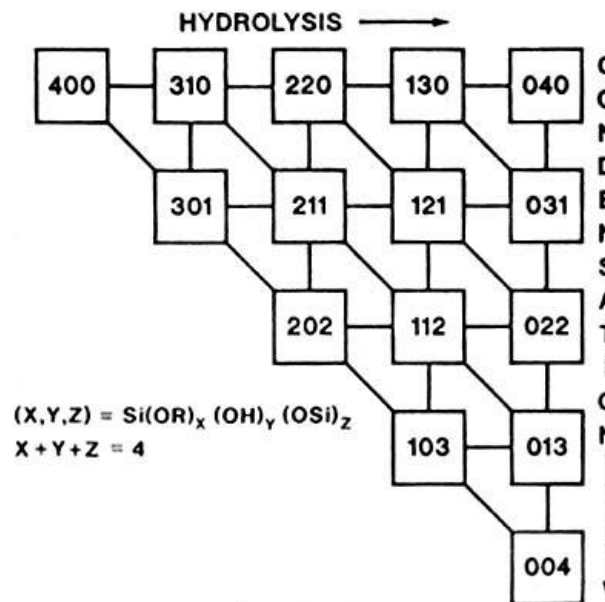 HYDROLYSIS
400 310 220 130 040
301 211 121 031
202 112 022
103 013
004
(X,Y,Z) = Si(OR)X (OH)Y (OSi)Z
X+Y+Z = 4
CONDENSATION